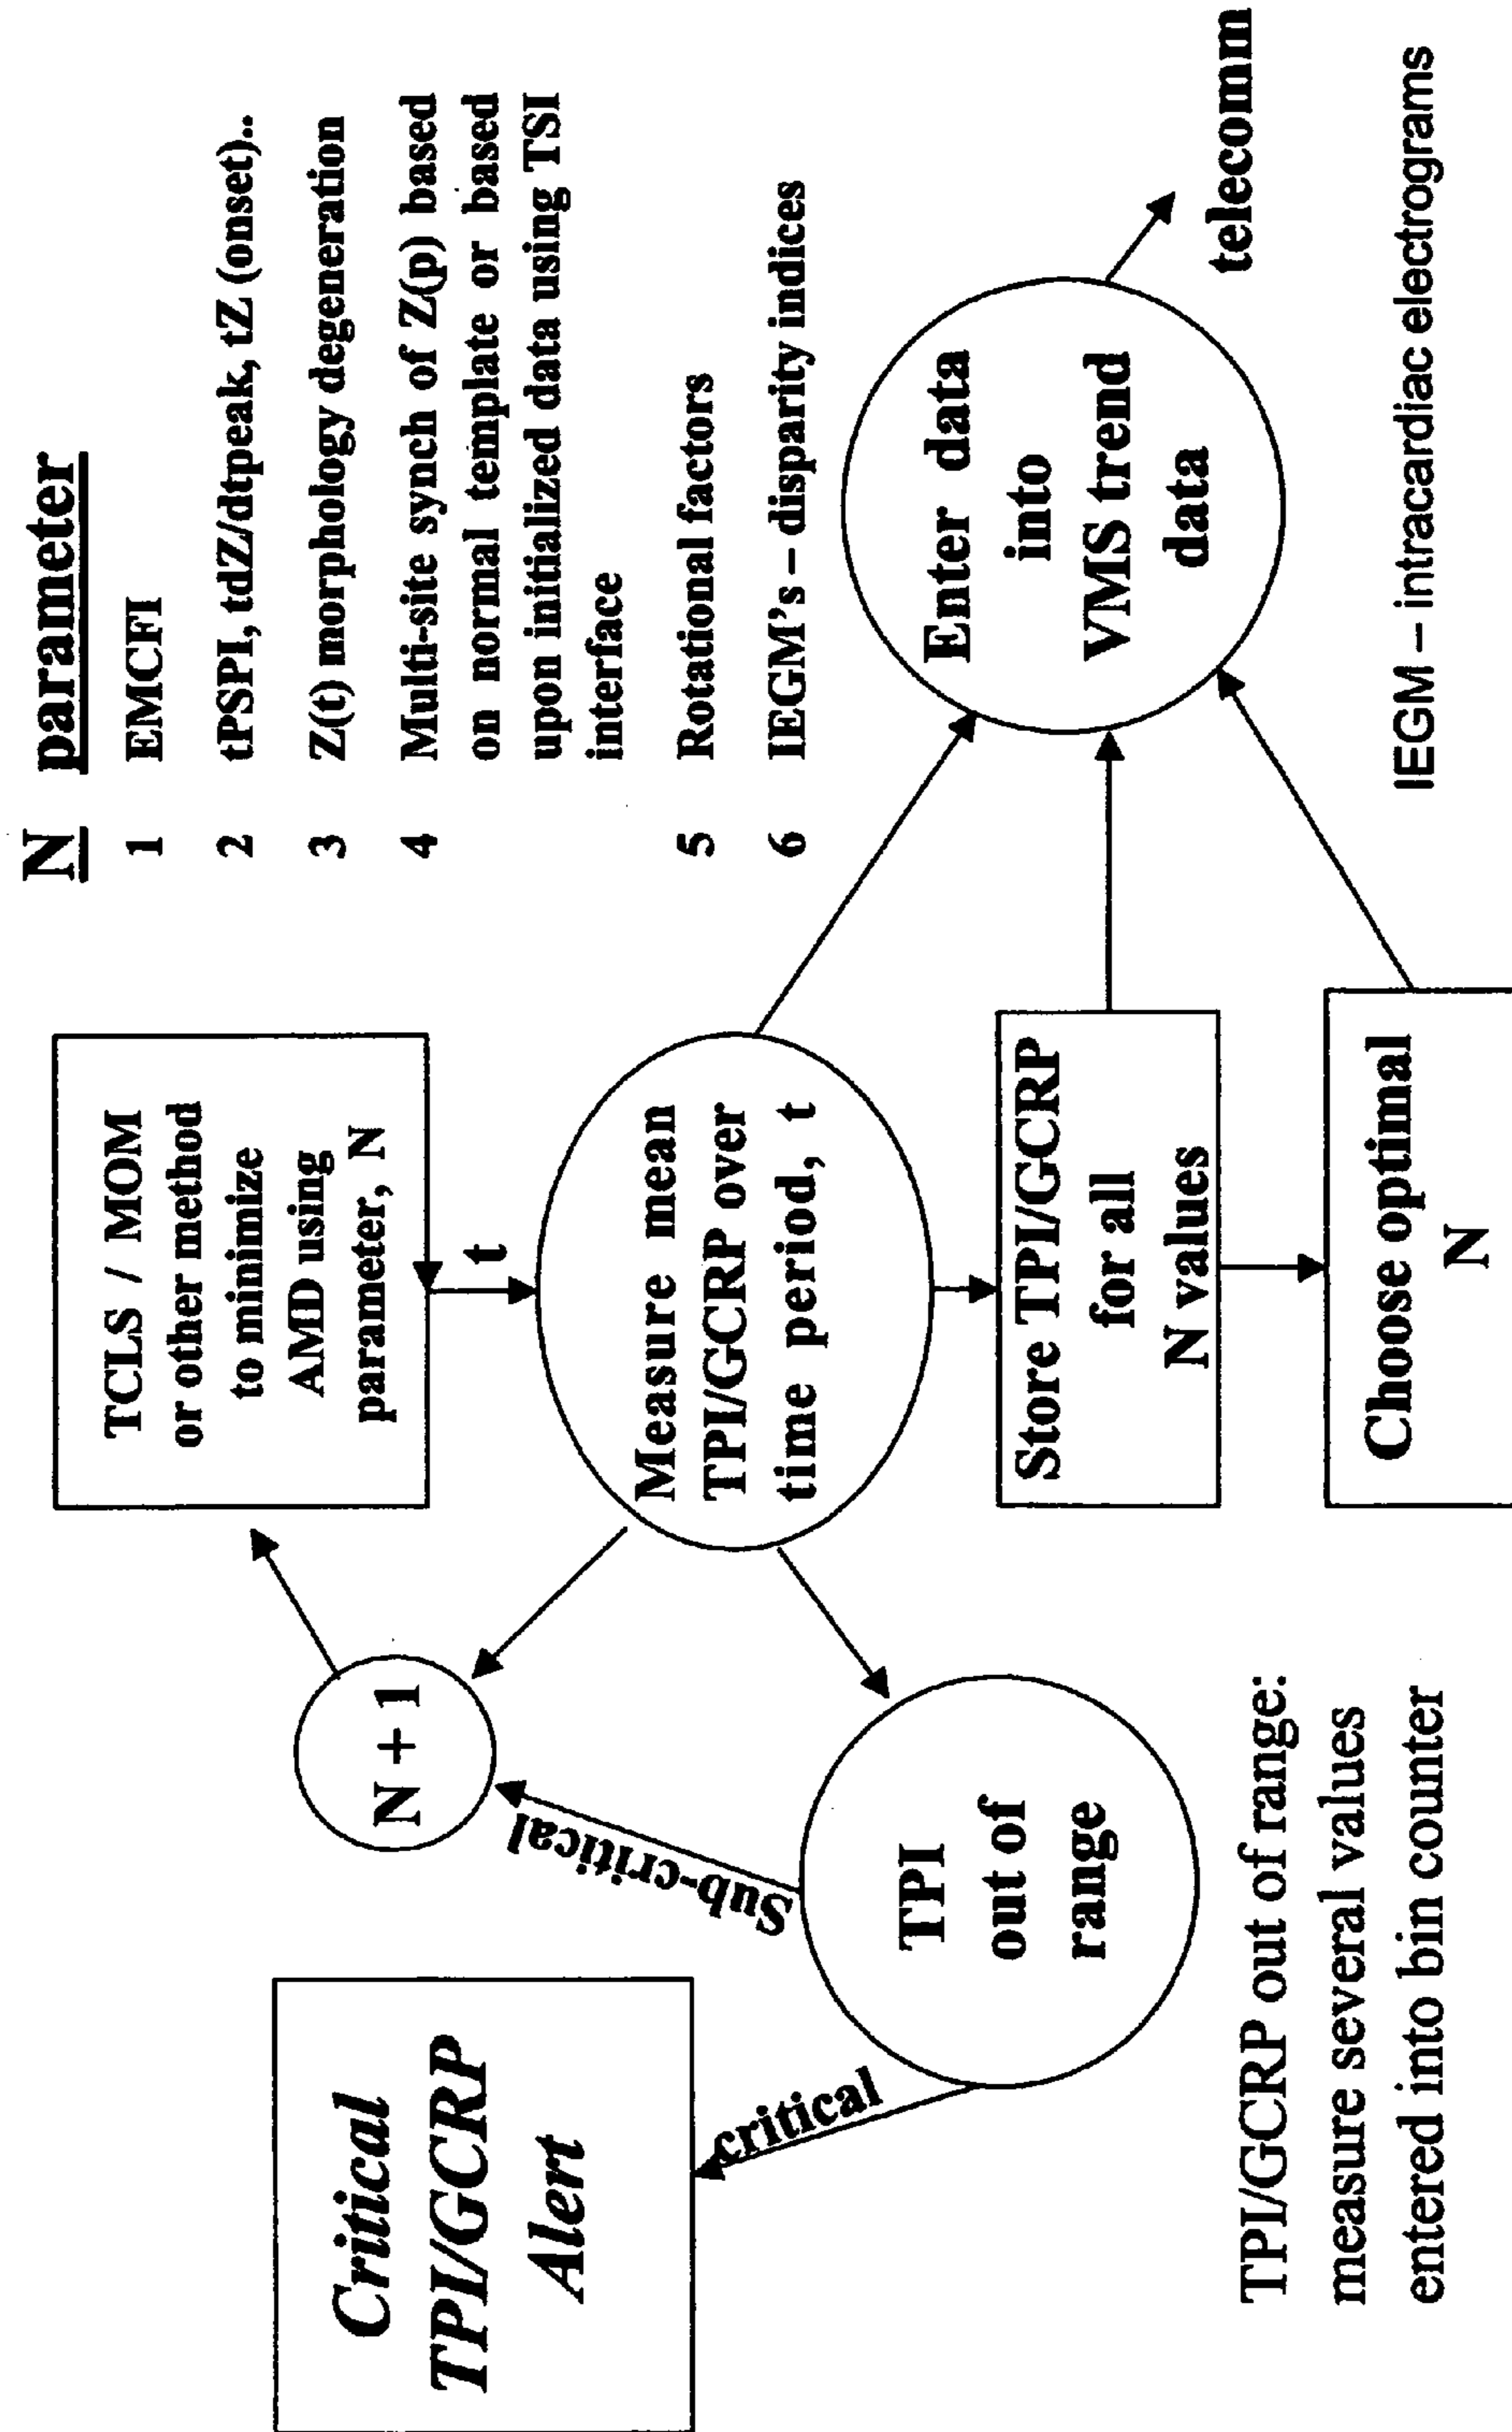 N parameter
1 EMCFI
2 tPSPI, tdZ/dtpeak, tZ (onset)..
3 Z(t) morphology degeneration
4 Multi-site synch of Z(p) based
on normal template or based
upon initialized data using TSI
interface
5 Rotational factors
6 IEGM's – disparity indices
TCLS / MOM
or other method
to minimize
AMD using
parameter, N
t
Measure mean
TPI/GCRP over
time period, t
N + 1
Sub-critical
Critical
TPI/GCRP
Alert
critical
TPI
out of
range
Store TPI/GCRP
for all
N values
Choose optimal
N
Enter data
into
VMS trend
data
telecomm
TPI/GCRP out of range:
measure several values
entered into bin counter
IEGM – intracardiac electrograms